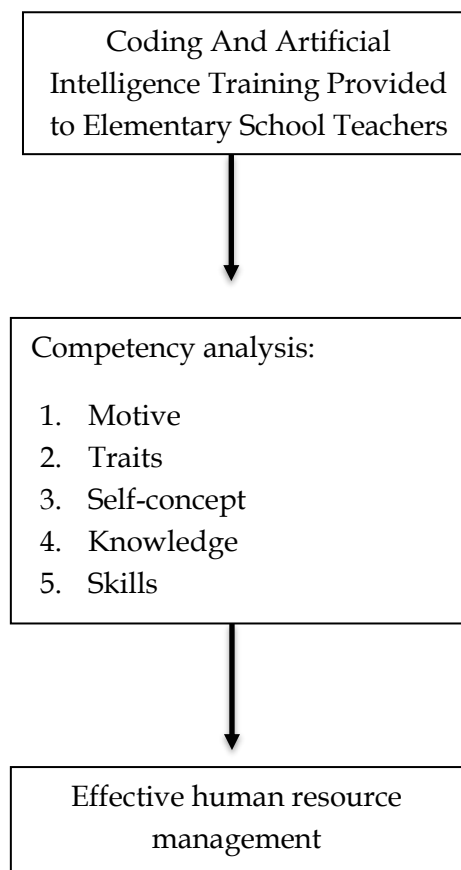 Coding And Artificial
Intelligence Training Provided
to Elementary School Teachers
Competency analysis:
1. Motive
2. Traits
3. Self-concept
4. Knowledge
5. Skills
Effective human resource
management